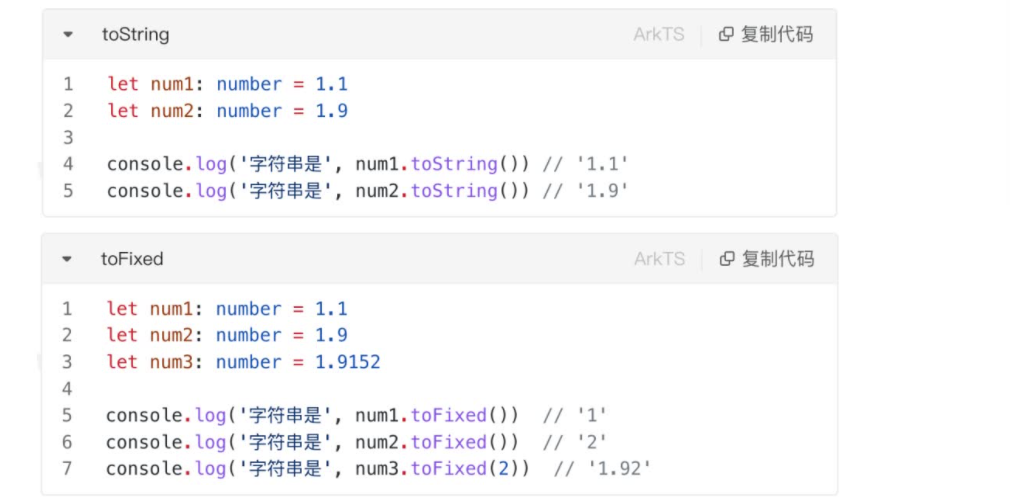 toString ArkTS 复制代码
1 let num1: number = 1.1
2 let num2: number = 1.9
3
4 console.log('字符串是', num1.toString()) // '1.1'
5 console.log('字符串是', num2.toString()) // '1.9'
toFixed ArkTS 复制代码
1 let num1: number = 1.1
2 let num2: number = 1.9
3 let num3: number = 1.9152
4
5 console.log('字符串是', num1.toFixed())  // '1'
6 console.log('字符串是', num2.toFixed())  // '2'
7 console.log('字符串是', num3.toFixed(2))  // '1.92'